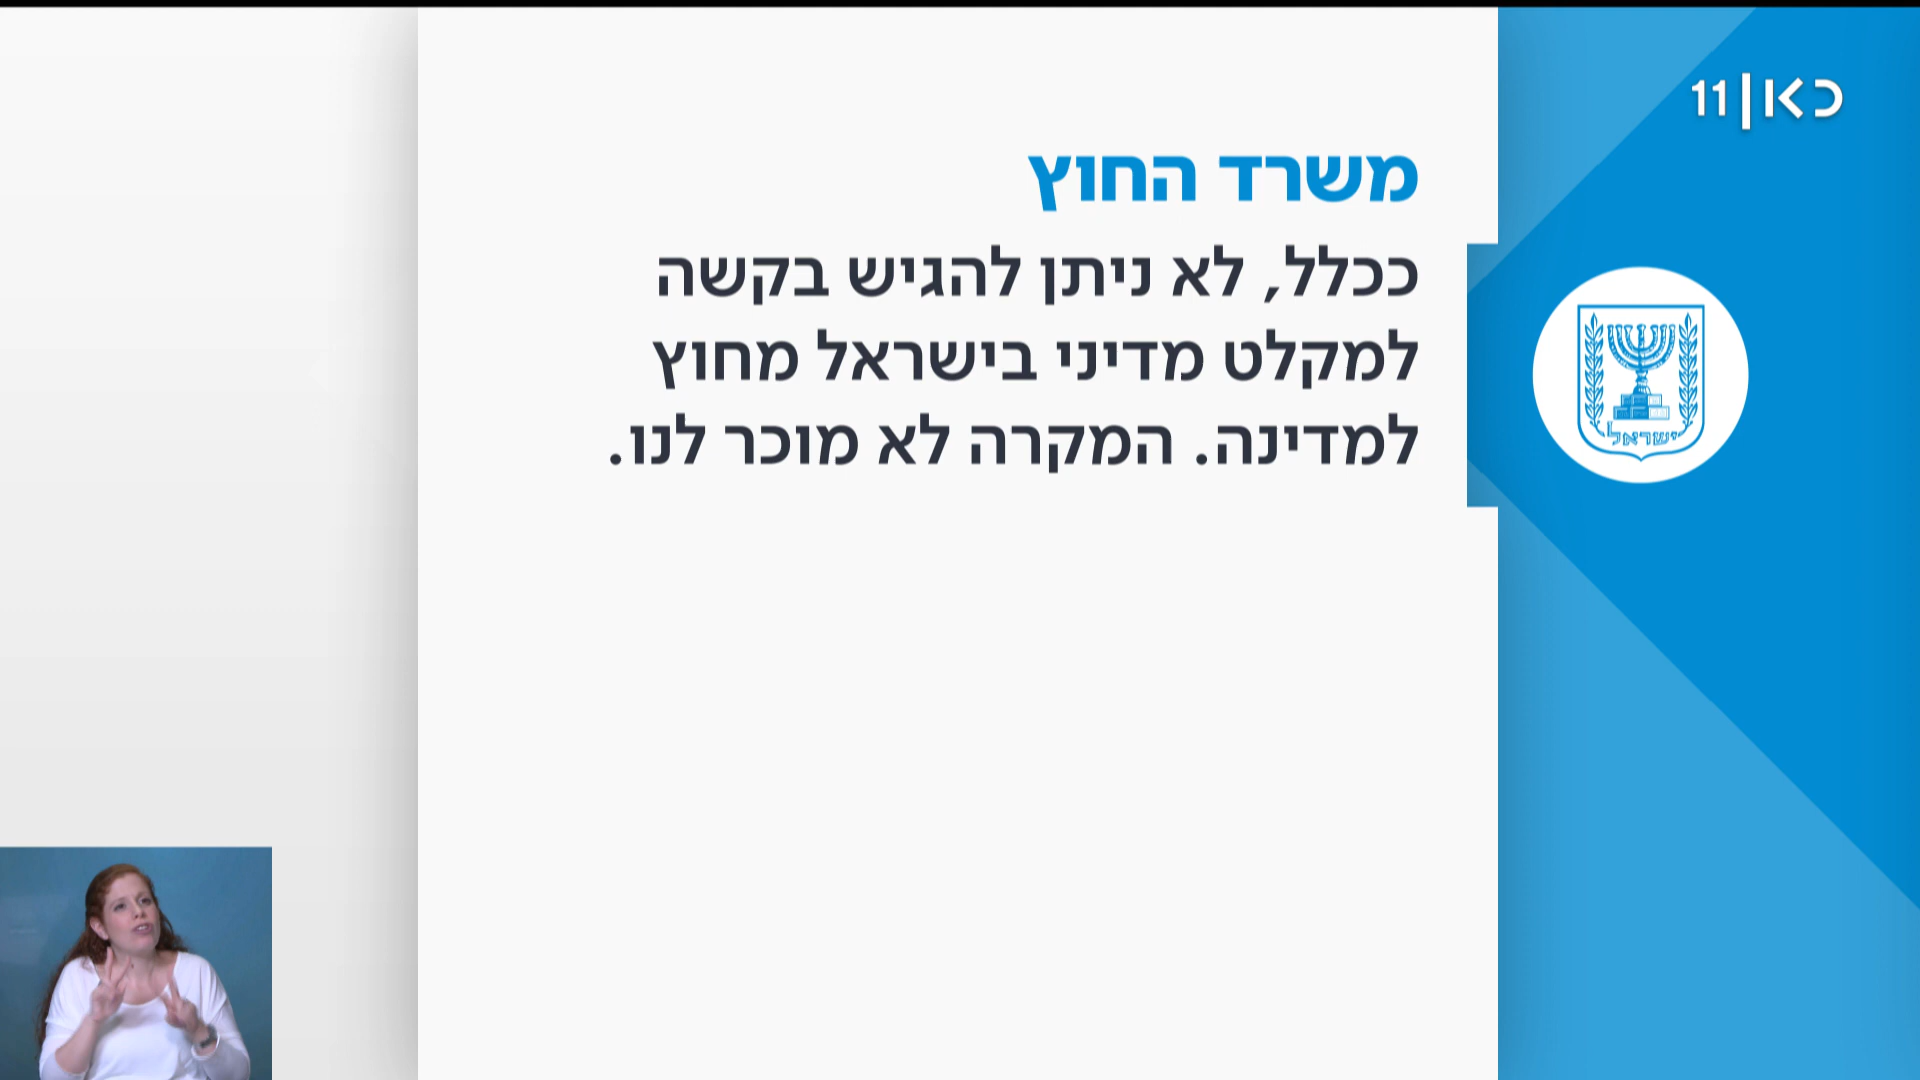 כאן|11
משרד החוץ
ככלל, לא ניתן להגיש בקשה
למקלט מדיני בישראל מחוץ
למדינה. המקרה לא מוכר לנו.
ישראל